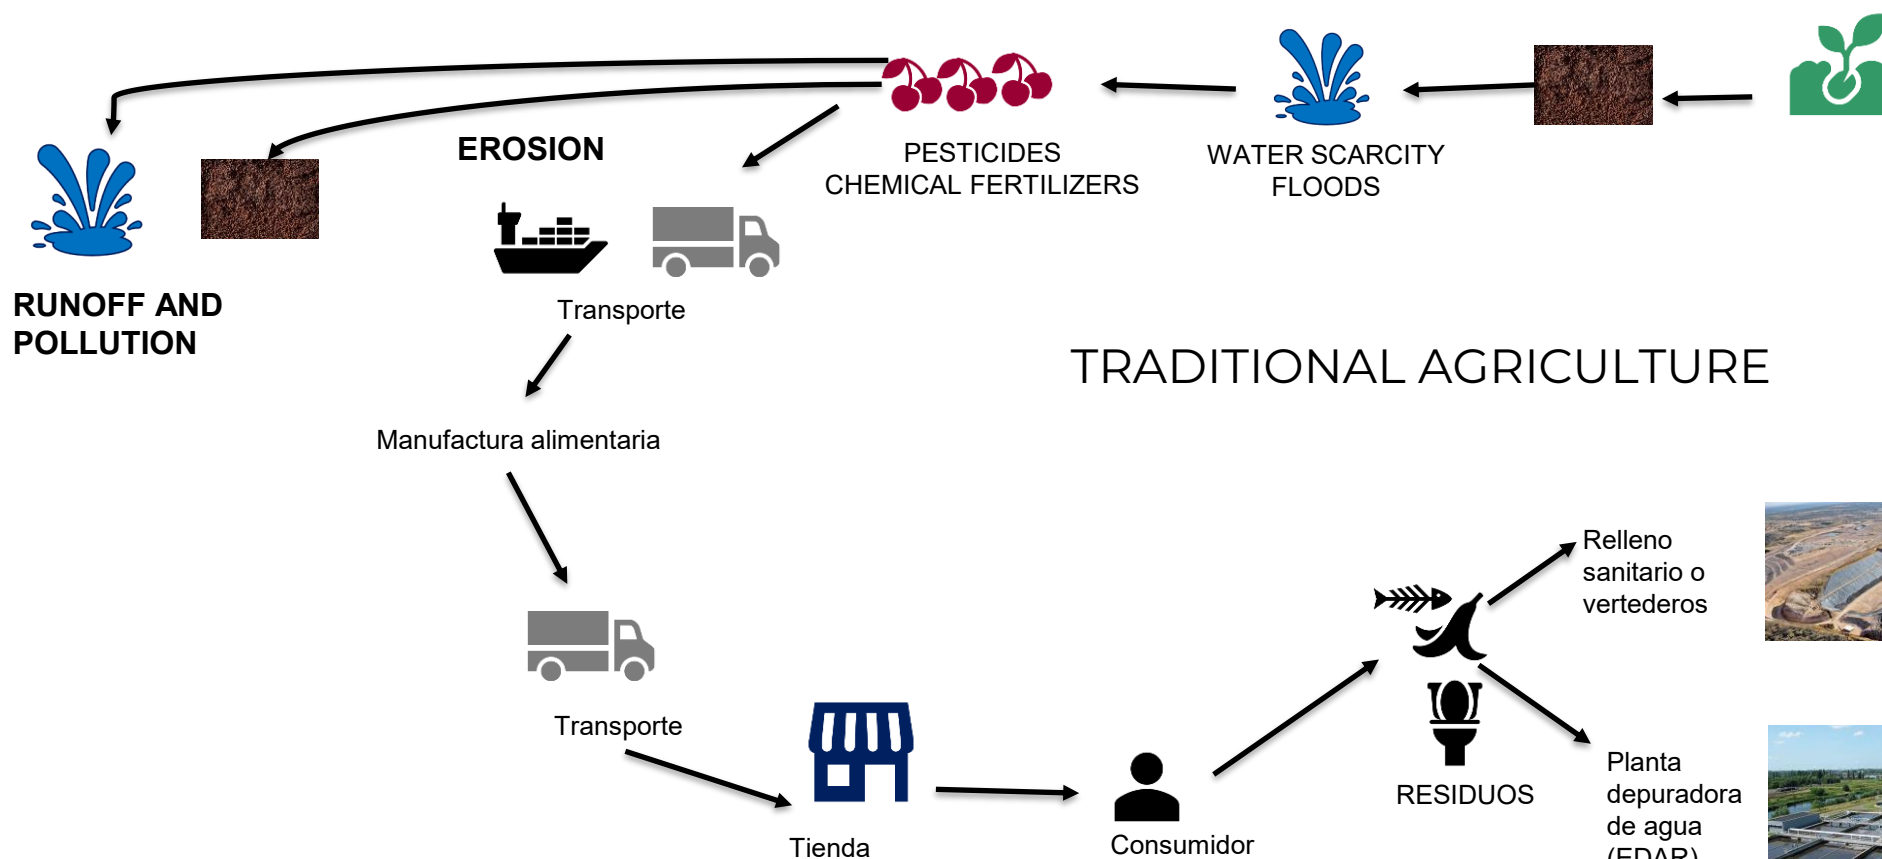 EROSION
PESTICIDES
CHEMICAL FERTILIZERS
WATER SCARCITY
FLOODS
RUNOFF AND
POLLUTION
Transporte
TRADITIONAL AGRICULTURE
Manufactura alimentaria
Relleno
sanitario o
vertederos
Transporte
RESIDUOS
Planta
depuradora
de agua
(EDAR)
Tienda
Consumidor